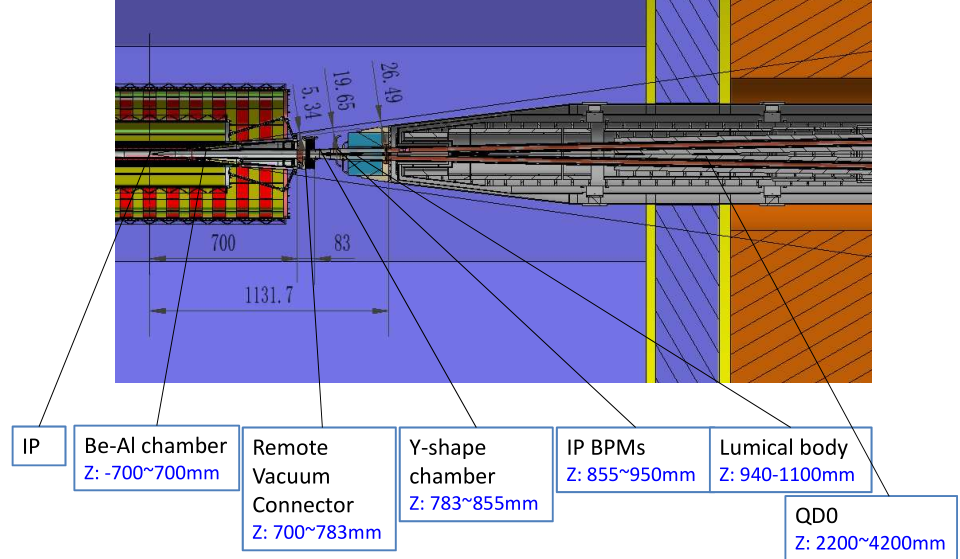 5.34
19.65
26.49
700
83
1131.7
IP
Be-Al chamber
Z: -700~700mm
Remote
Vacuum
Connector
Z: 700~783mm
Y-shape
chamber
Z: 783~855mm
IP BPMs
Z: 855~950mm
Lumical body
Z: 940-1100mm
QD0
Z: 2200~4200mm